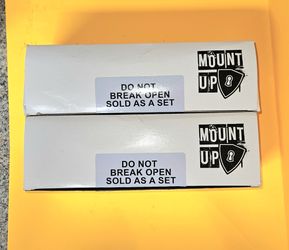 MOUNT
UP
DO NOT
BREAK OPEN
SOLD AS A SET
MOUNT
UP
DO NOT
BREAK OPEN
SOLD AS A SET